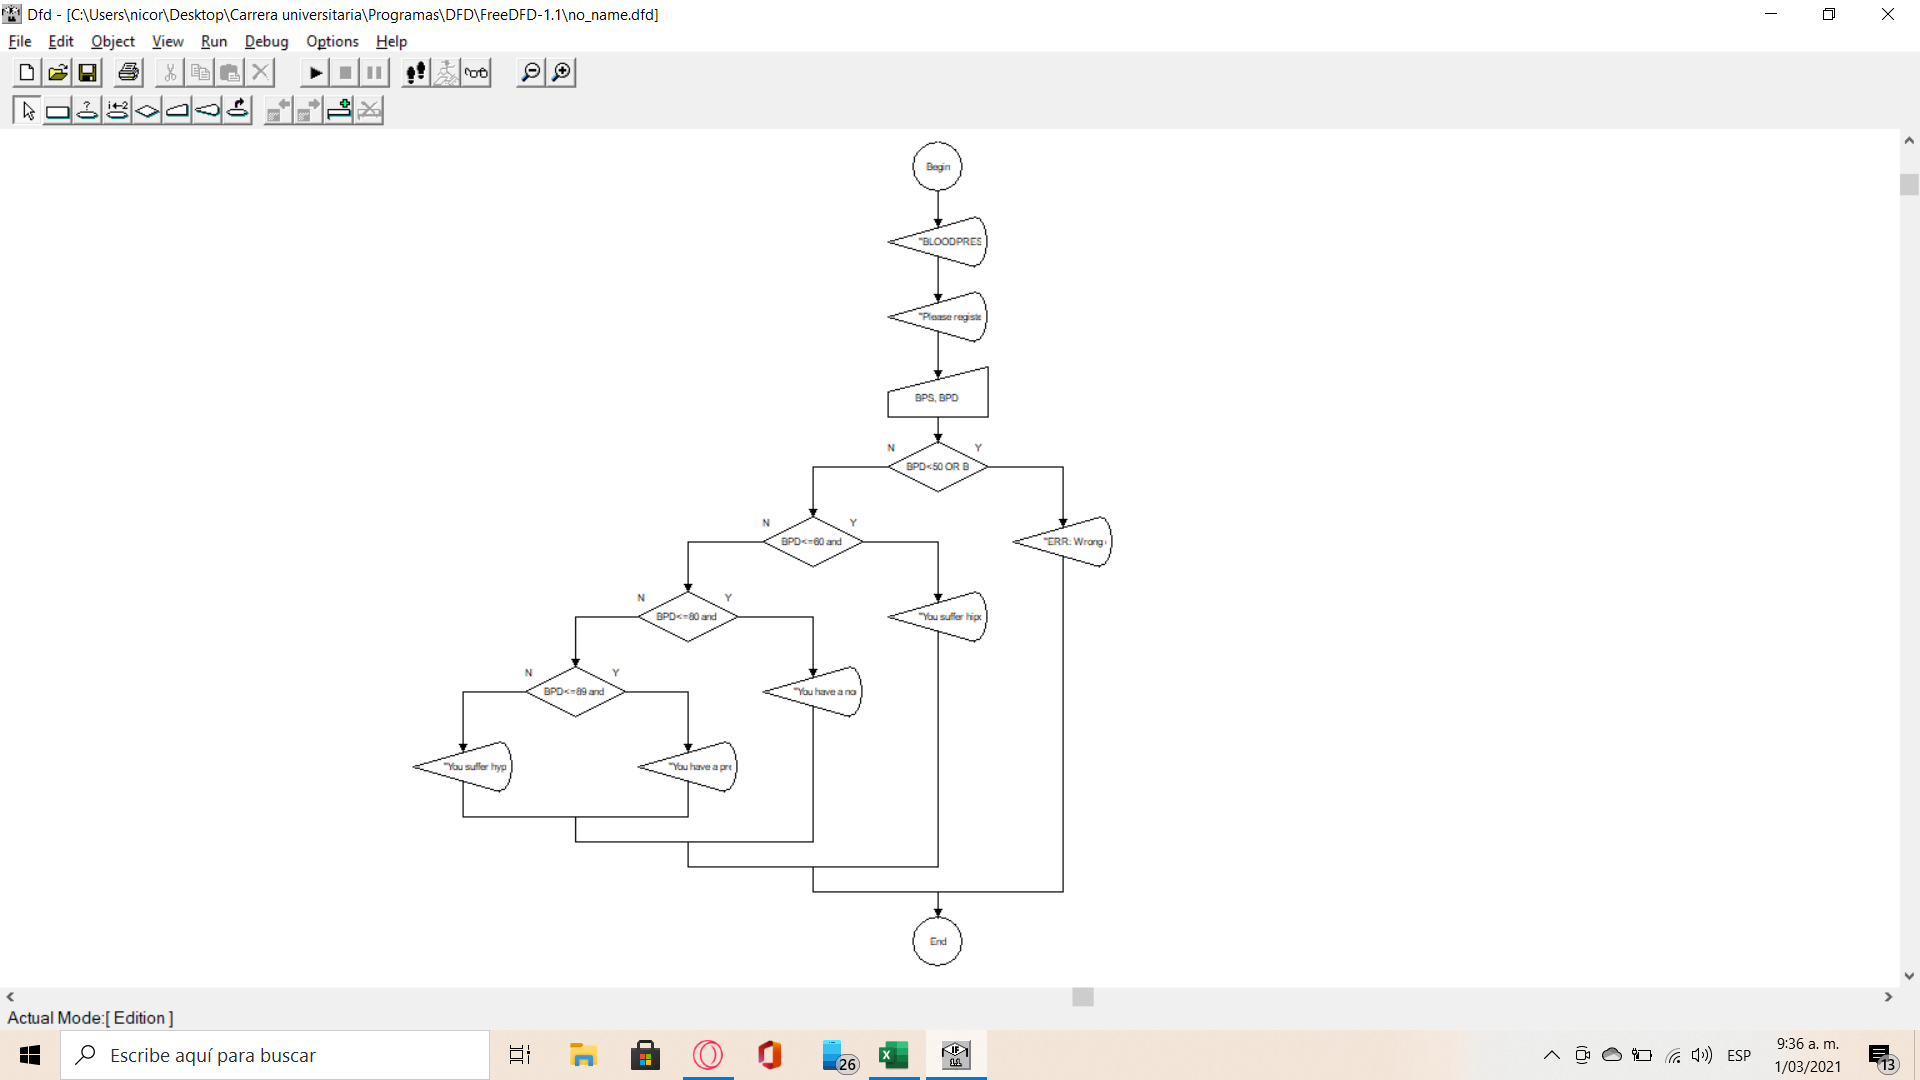 Dfd - [C:\Users\nicor\Desktop\Carrera universitaria\Programas\DFD\FreeDFD-1.1\no_name.dfd]
File Edit Object View Run Debug Options Help
Begin
"BLOODPRES
"Please registe
BPS, BPD
N Y
BPD<50 OR B
N Y
BPD<=60 and
"ERR: Wrong
N Y
BPD<=80 and
"You suffer hipo
N Y
BPD<=89 and
"You have a no
"You suffer hyp
"You have a pre
End
Actual Mode:[ Edition ]
Escribe aquí para buscar
26
ESP
9:36 a. m.
1/03/2021
13